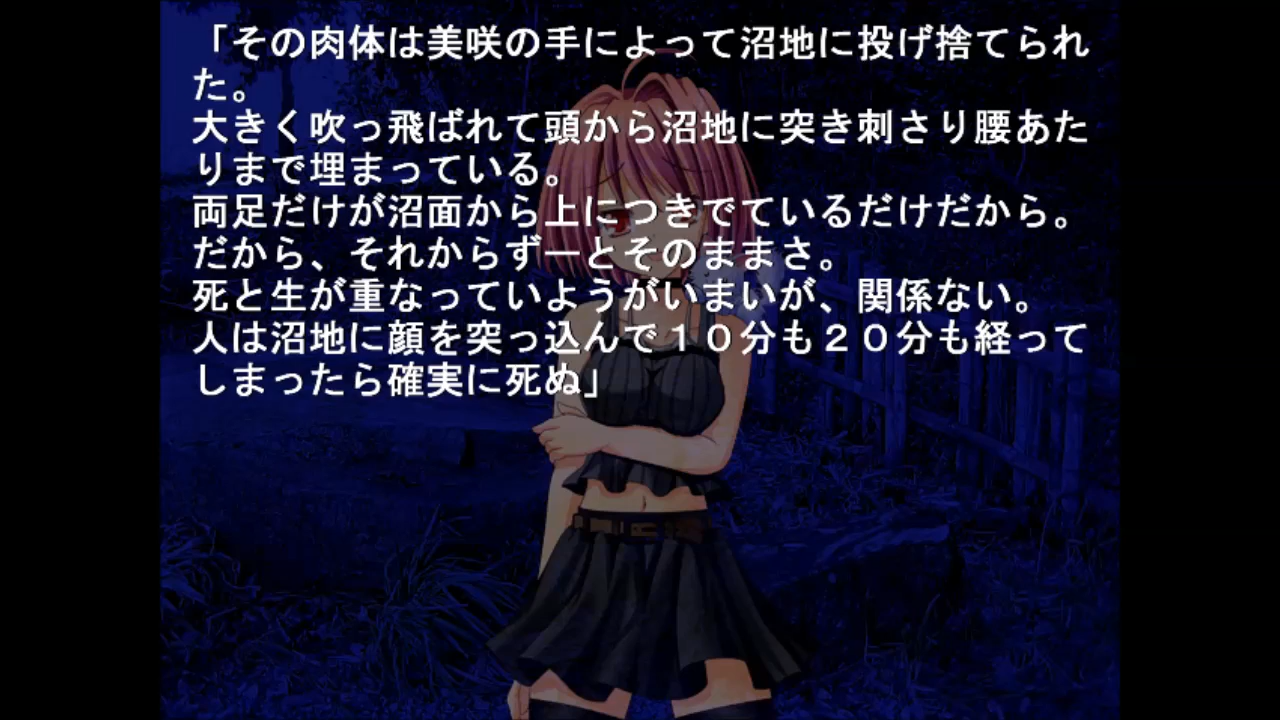 「その肉体は美咲の手によって沼地に投げ捨てられ
た。
大きく吹っ飛ばれて頭から沼地に突き刺さり腰あた
りまで埋まっている。
両足だけが沼面から上につきでているだけだから。
だから、それからずーとそのままさ。
死と生が重なっていようがいまいが、関係ない。
人は沼地に顔を突っ込んで１０分も２０分も経って
しまったら確実に死ぬ」